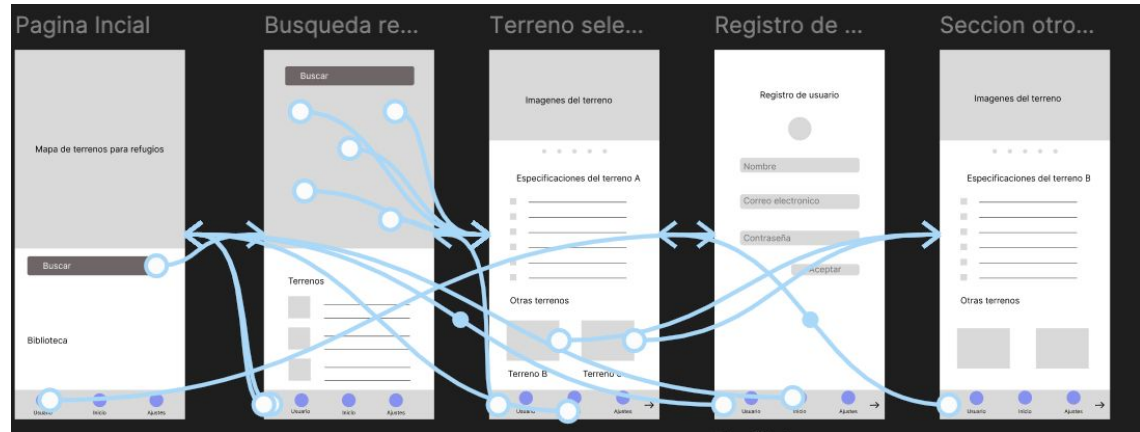 Pagina Incial
Busqueda re...
Terreno sele...
Registro de ...
Seccion otro...
Mapa de terrenos para refugios
Buscar
Biblioteca
Usuario
Inicio
Ajustes
Buscar
Terrenos
Usuario
Inicio
Ajustes
Imagenes del terreno
Especificaciones del terreno A
Otras terrenos
Terreno B
Terreno C
Usuario
Ajustes
→
Registro de usuario
Nombre
Correo electronico
Contraseña
Aceptar
Usuario
Inicio
Ajustes
→
Imagenes del terreno
Especificaciones del terreno B
Otras terrenos
Usuario
Inicio
Ajustes
→